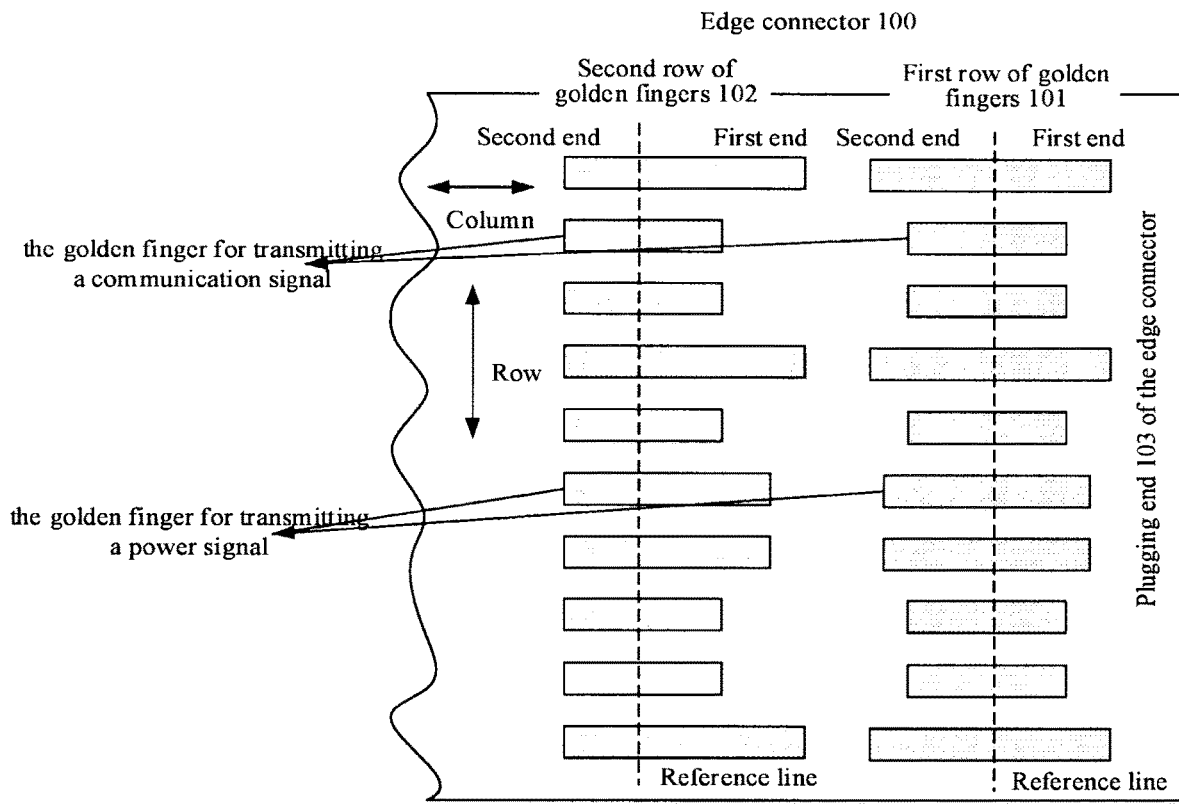 Edge connector 100
Second row of
golden fingers 102
First row of golden
fingers 101
Second end
First end
Second end
First end
Column
the golden finger for transmitting
a communication signal
Row
the golden finger for transmitting
a power signal
Plugging end 103 of the edge connector
Reference line
Reference line